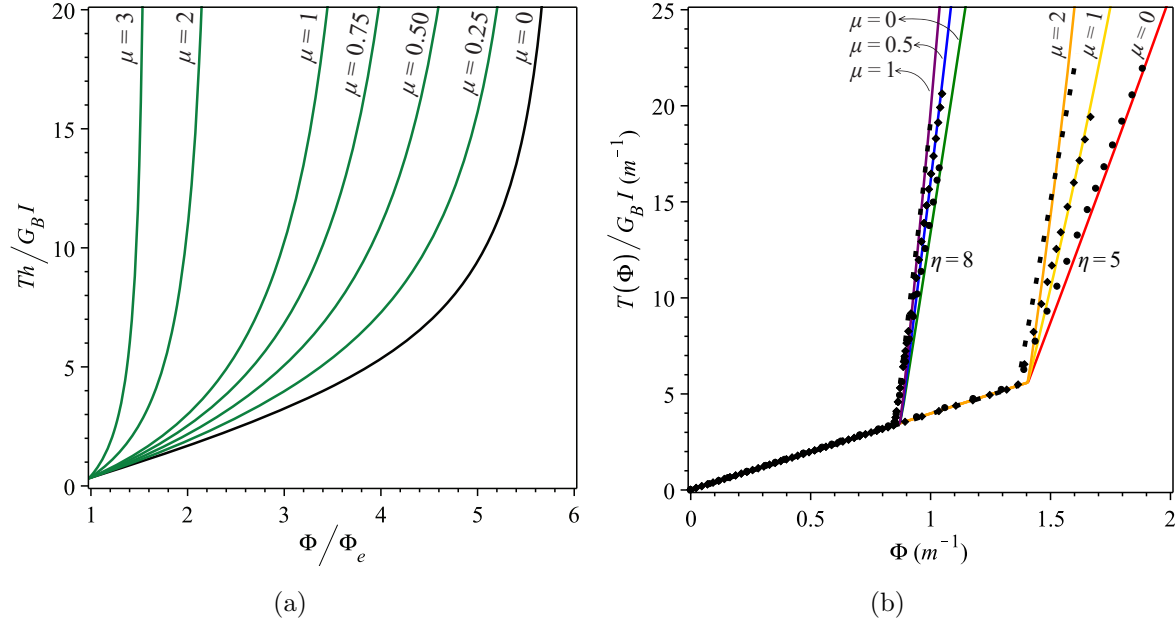 20
15
10
5
0
Th/G_B I
μ = 3
μ = 2
μ = 1
μ = 0.75
μ = 0.50
μ = 0.25
μ = 0
1
2
3
4
5
6
Φ/Φ_e
(a)
25
20
15
10
5
0
T(Φ)/G_B I (m⁻¹)
μ = 0
μ = 0.5
μ = 1
η = 8
μ = 2
μ = 1
μ = 0
η = 5
0
0.5
1
1.5
2
Φ (m⁻¹)
(b)